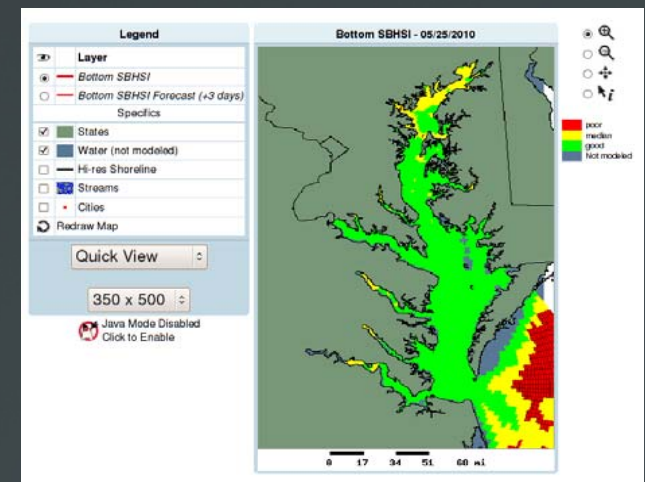 Legend
Layer
Bottom SBHSI
Bottom SBHSI Forecast (+3 days)
Specifics
States
Water (not modeled)
Hi-res Shoreline
Streams
Cities
Redraw Map
Quick View
350 x 500
Java Mode Disabled
Click to Enable
Bottom SBHSI - 05/25/2010
0 17 34 51 68 mi
poor
median
good
Not modeled